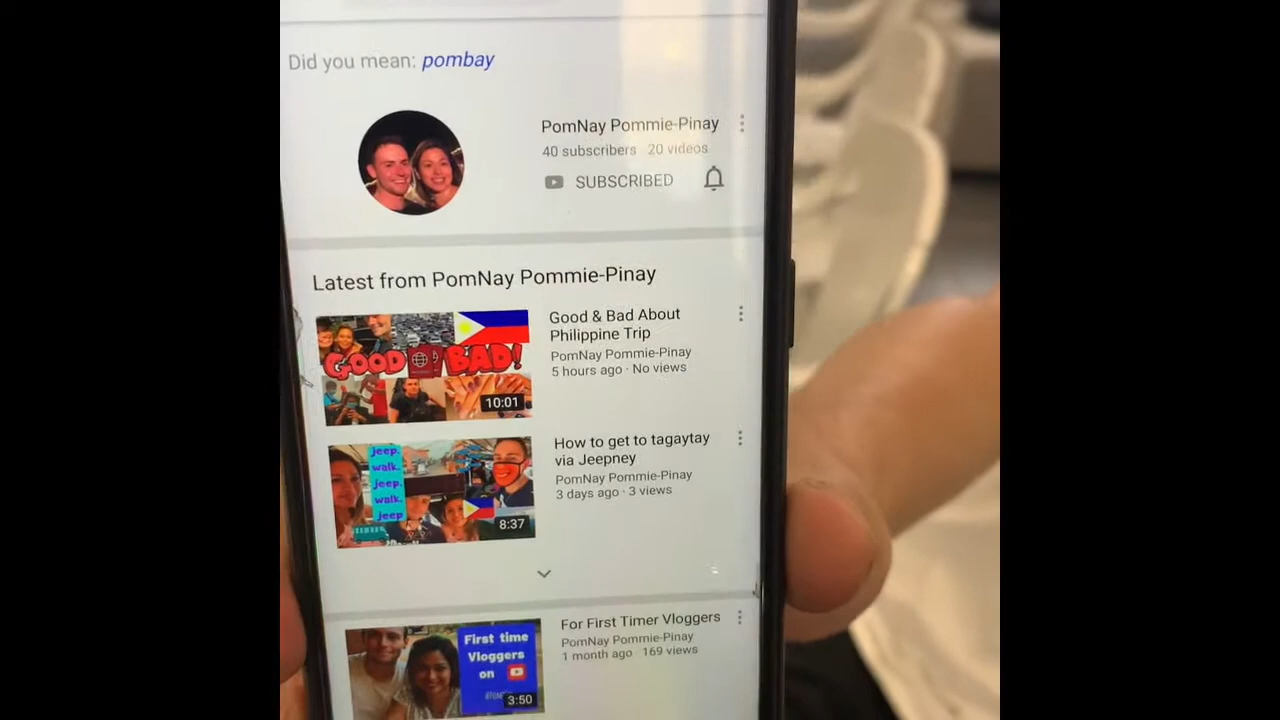 Did you mean: pombay
PomNay Pommie-Pinay
40 subscribers 20 videos
SUBSCRIBED
Latest from PomNay Pommie-Pinay
GOOD BAD!
10:01
Good & Bad About
Philippine Trip
PomNay Pommie-Pinay
5 hours ago · No views
jeep.
walk.
jeep.
walk.
jeep
8:37
How to get to tagaytay
via Jeepney
PomNay Pommie-Pinay
3 days ago · 3 views
First time
Vloggers
on
3:50
For First Timer Vloggers
PomNay Pommie-Pinay
1 month ago · 169 views